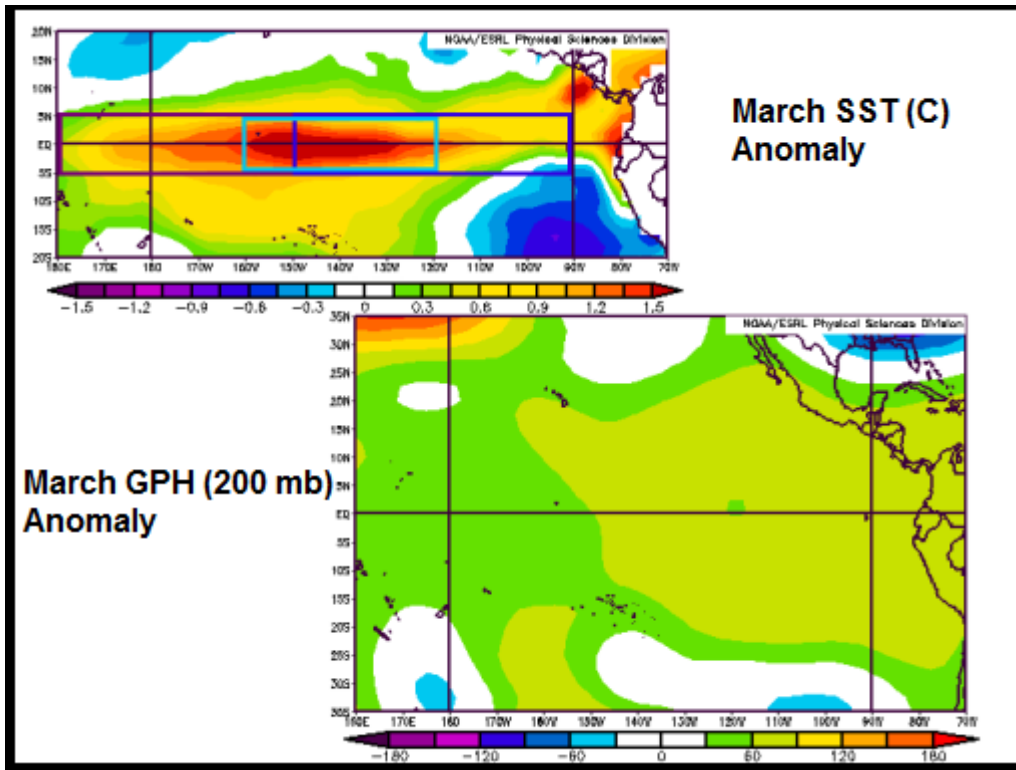 NOAA/ESRL Physical Sciences Division
20N
15N
10N
5N
EQ
5S
10S
15S
20S
160E 170E 180 170W 160W 150W 140W 130W 120W 110W 100W 90W 80W 70W
-1.5 -1.2 -0.9 -0.6 -0.3 0 0.3 0.6 0.9 1.2 1.5
March SST (C)
Anomaly
March GPH (200 mb)
Anomaly
NOAA/ESRL Physical Sciences Division
35N
30N
25N
20N
15N
10N
5N
EQ
5S
10S
15S
20S
25S
30S
35S
160E 170E 180 170W 160W 150W 140W 130W 120W 110W 100W 90W 80W 70W
-180 -120 -60 0 60 120 180